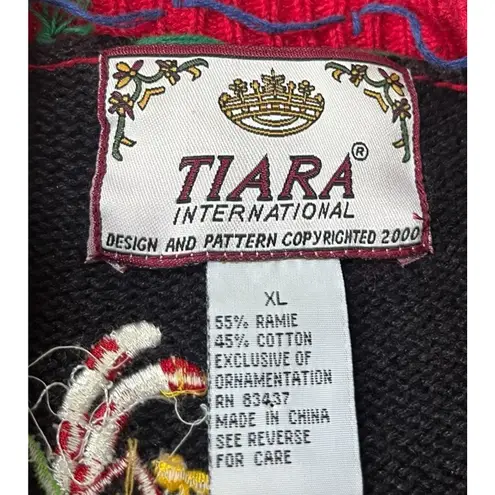 TIARA ®
INTERNATIONAL
DESIGN AND PATTERN COPYRIGHTED 2000
XL
55% RAMIE
45% COTTON
EXCLUSIVE OF
ORNAMENTATION
RN 83437
MADE IN CHINA
SEE REVERSE
FOR CARE